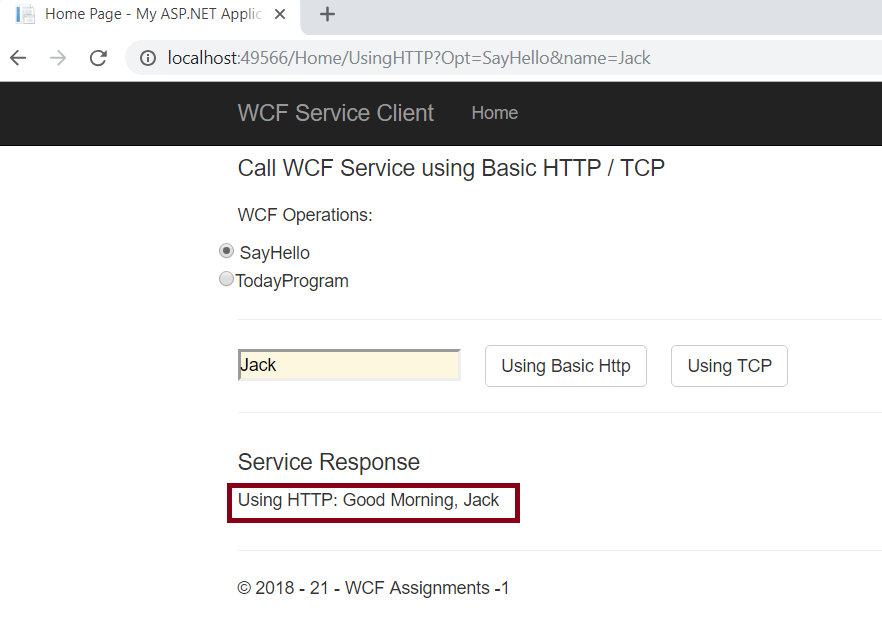 Home Page - My ASP.NET Applic
localhost:49566/Home/UsingHTTP?Opt=SayHello&name=Jack
WCF Service Client Home
Call WCF Service using Basic HTTP / TCP
WCF Operations:
SayHello
TodayProgram
Jack Using Basic Http Using TCP
Service Response
Using HTTP: Good Morning, Jack
© 2018 - 21 - WCF Assignments -1